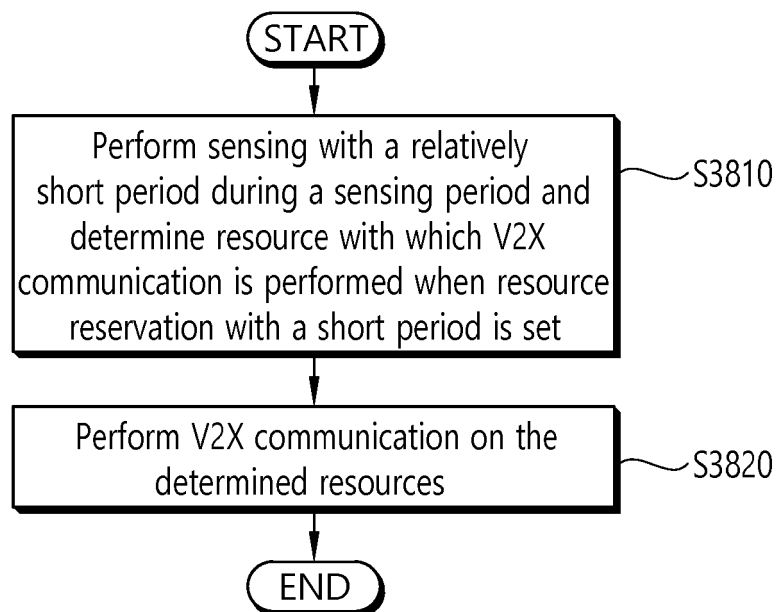 START
Perform sensing with a relatively
short period during a sensing period and
determine resource with which V2X
communication is performed when resource
reservation with a short period is set
S3810
Perform V2X communication on the
determined resources
S3820
END